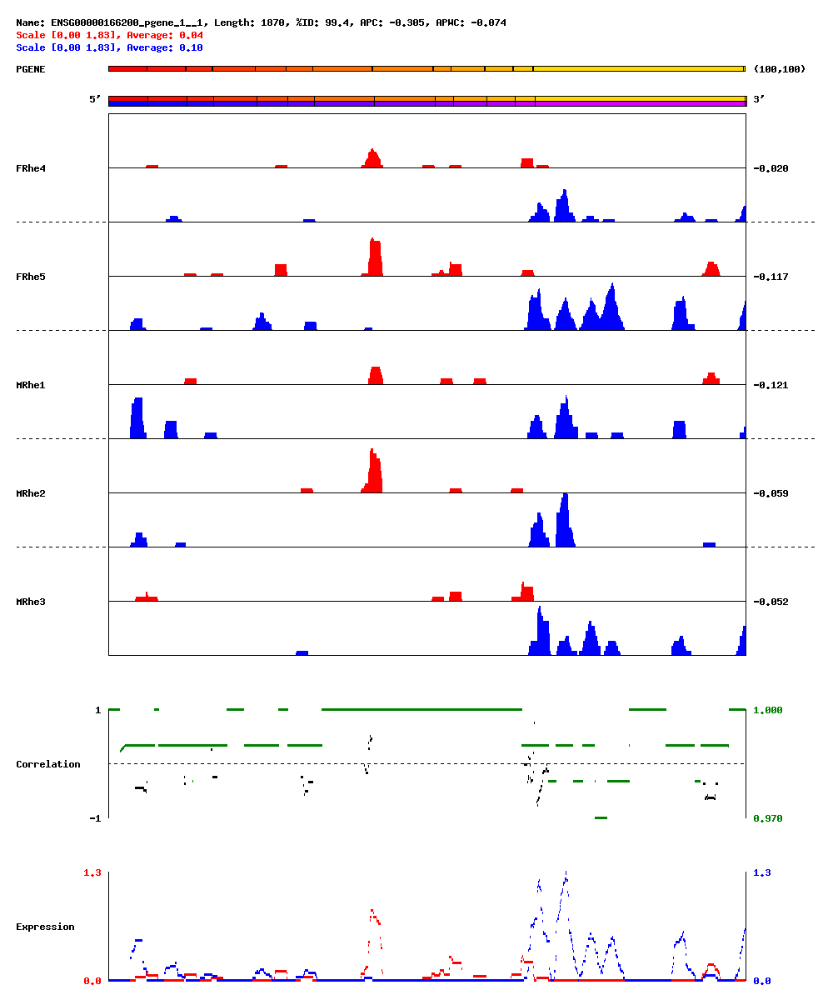 Name: ENSG00000166200_pgene_1__1, Length: 1870, %ID: 99.4, APC: -0.305, APWC: -0.074
Scale [0.00 1.83], Average: 0.04
Scale [0.00 1.83], Average: 0.10
PGENE (100,100)
5' 3'
FRhe4 -0.020
FRhe5 -0.117
MRhe1 -0.121
MRhe2 -0.059
MRhe3 -0.052
1 1.000
Correlation
-1 0.970
1.3 1.3
Expression
0.0 0.0